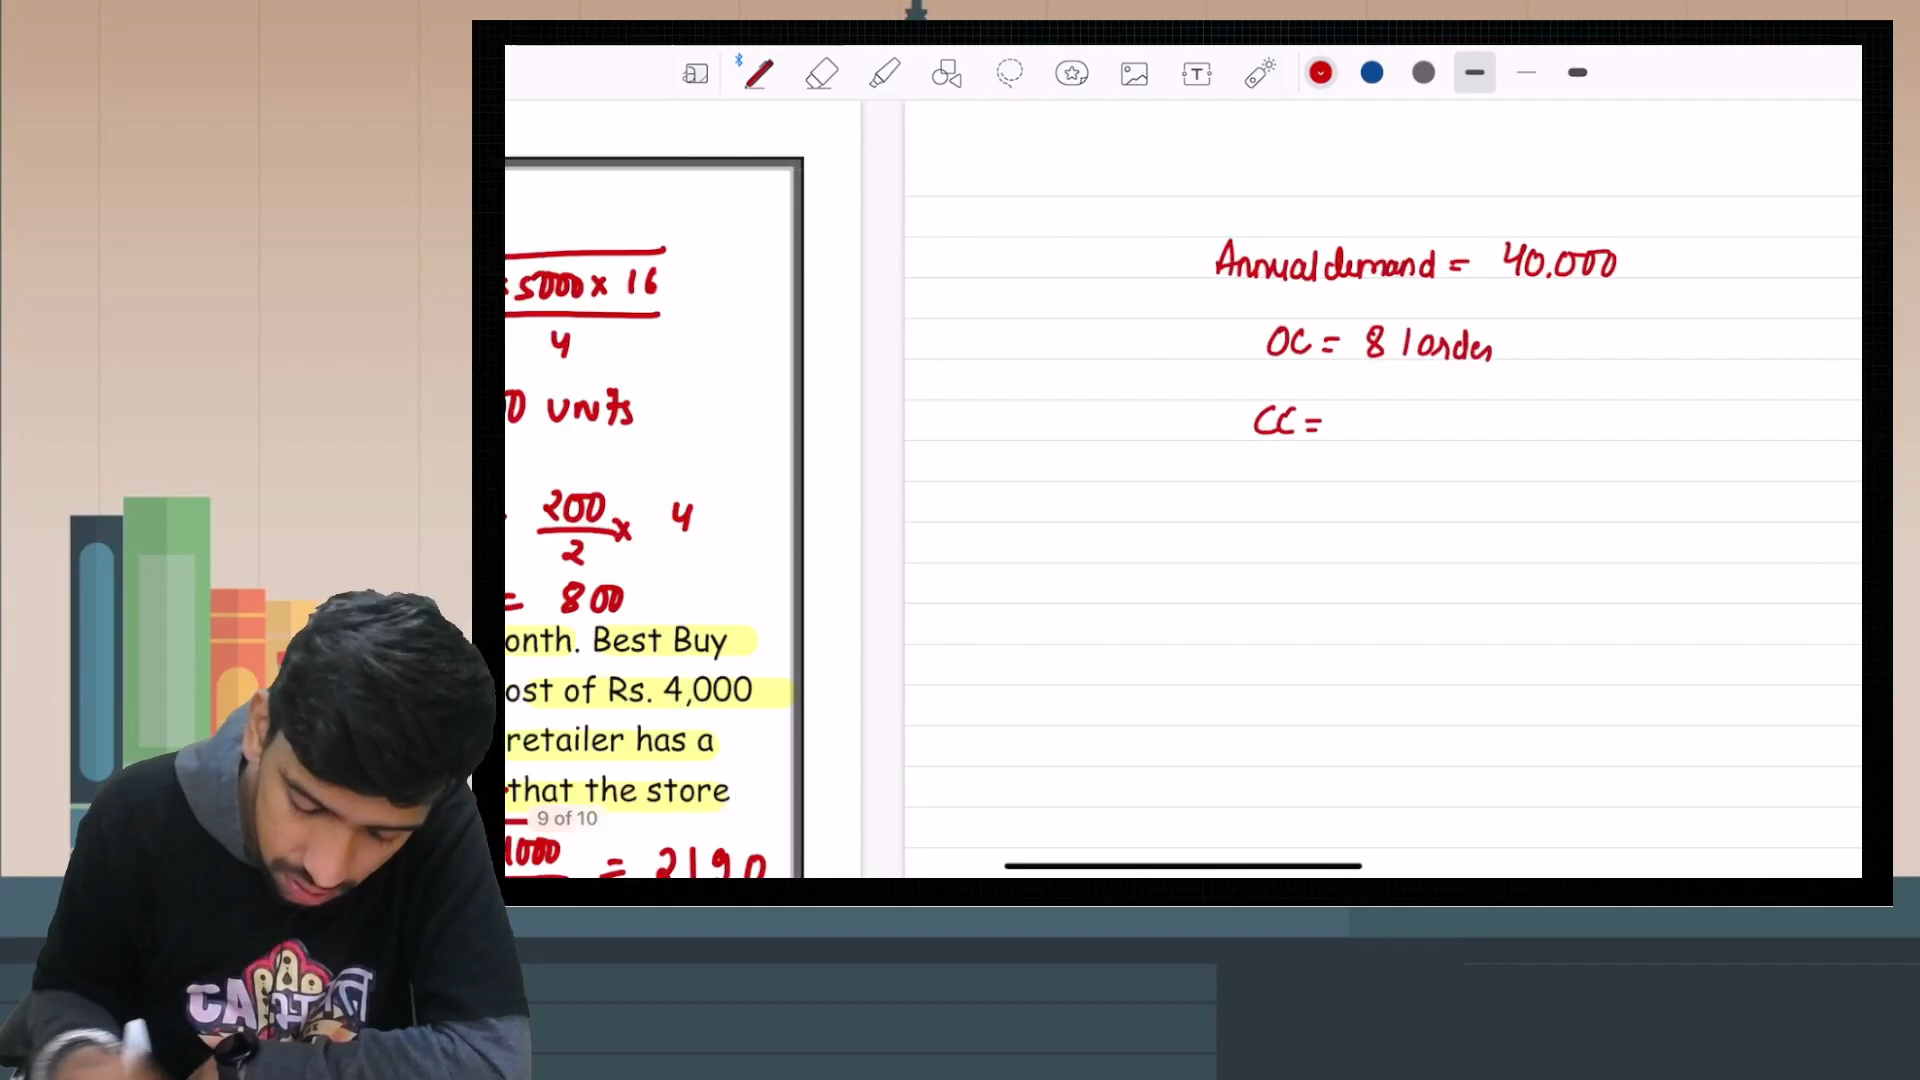 × 5000 × 16
4
0 units
200
2
× 4
= 800
onth. Best Buy
ost of Rs. 4,000
retailer has a
that the store
9 of 10
= 2190
Annual demand = 40.000
OC = 8 / order
CC =
T
CA